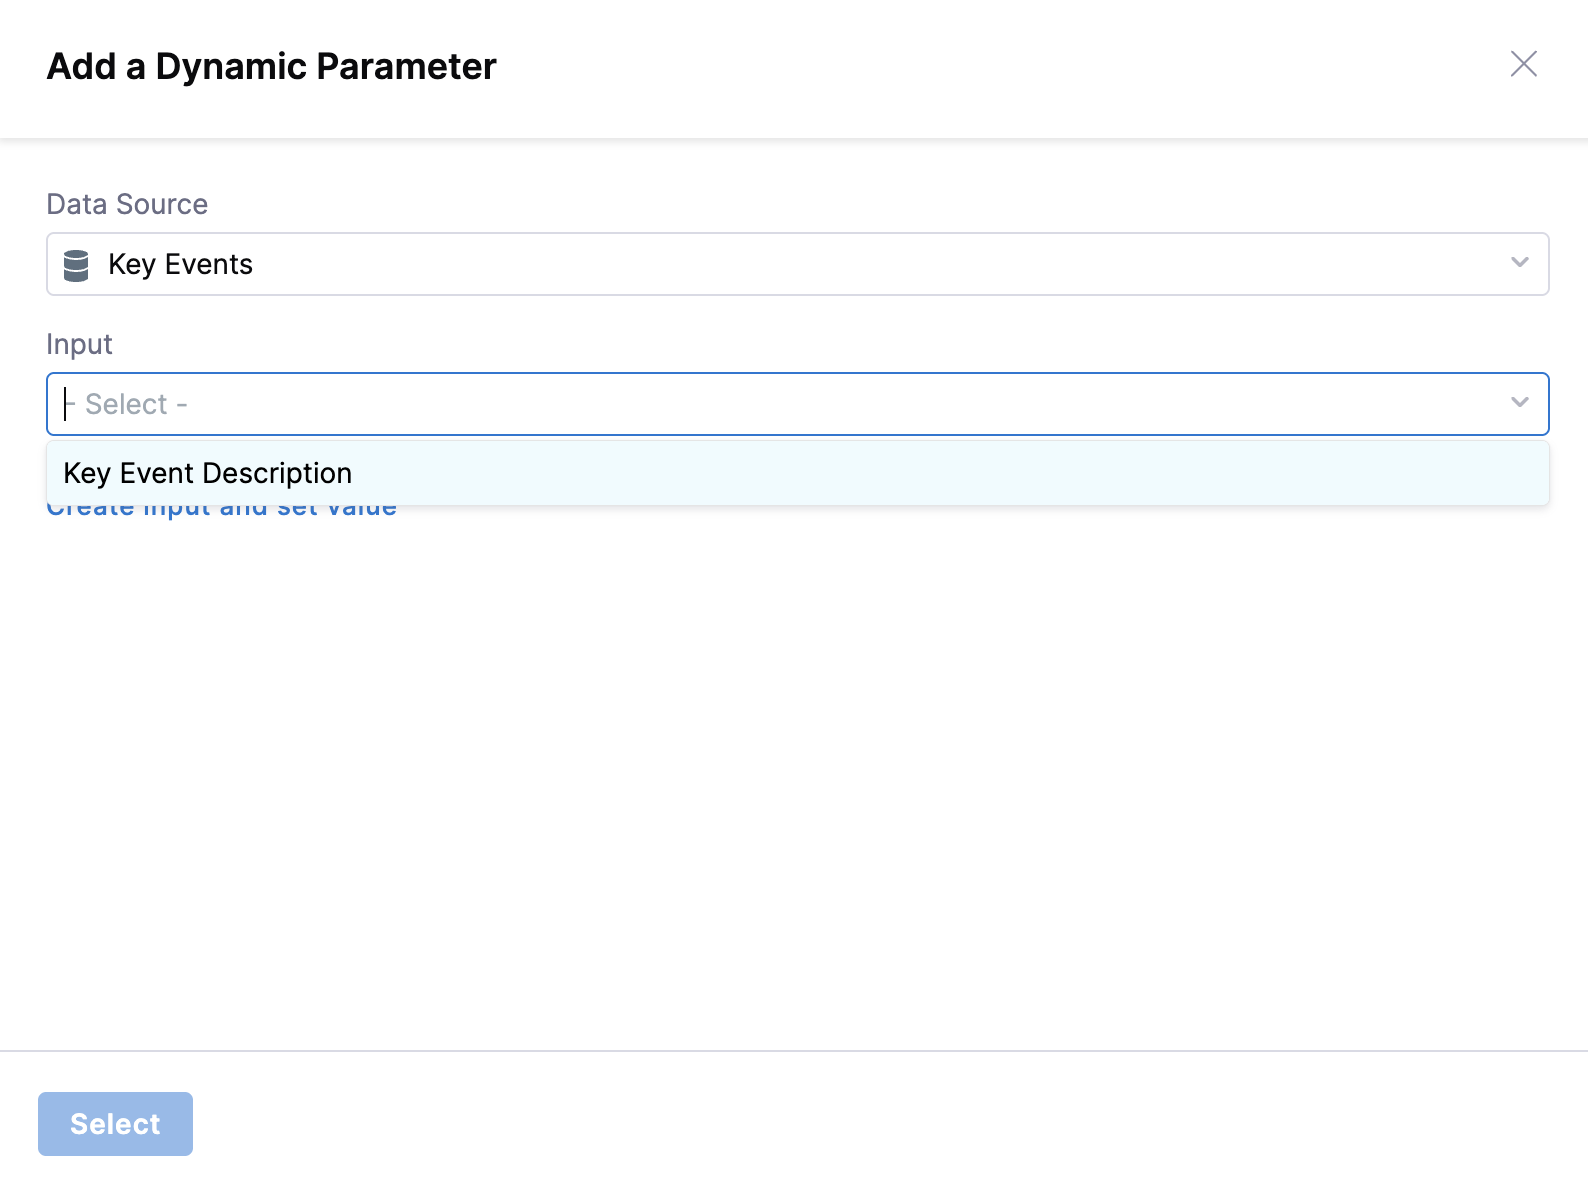 Add a Dynamic Parameter
Data Source
Key Events
Input
- Select -
Key Event Description
Create input and set value
Select